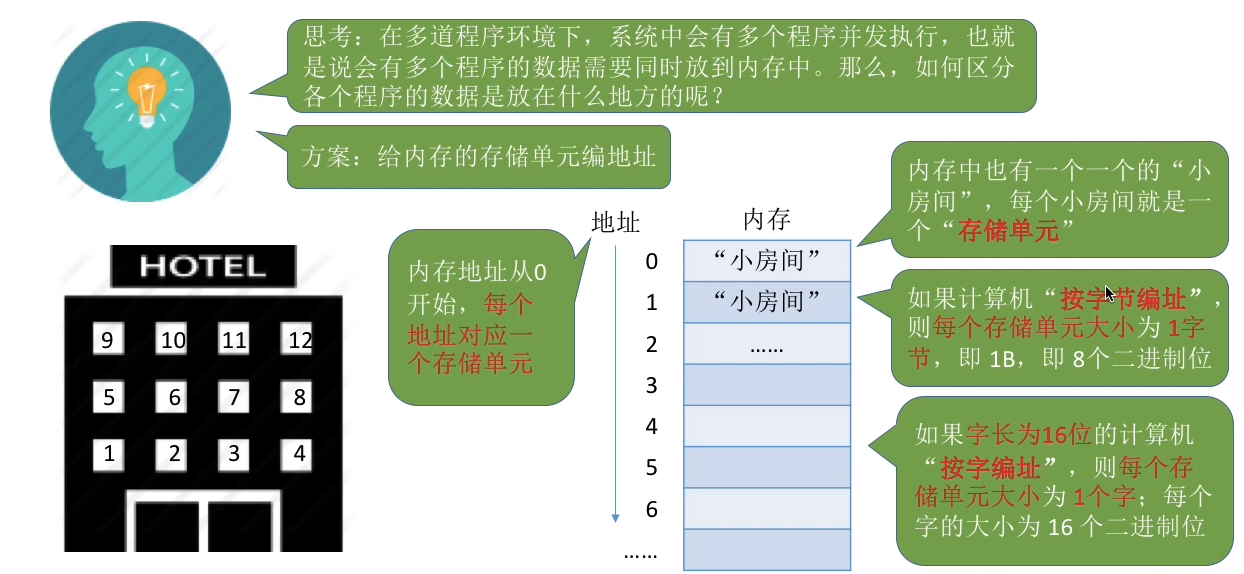 思考：在多道程序环境下，系统中会有多个程序并发执行，也就
是说会有多个程序的数据需要同时放到内存中。那么，如何区分
各个程序的数据是放在什么地方的呢？
方案：给内存的存储单元编地址
HOTEL
9 10 11 12
5 6 7 8
1 2 3 4
内存地址从0
开始，每个
地址对应一
个存储单元
地址 内存
0 “小房间”
1 “小房间”
2 ……
3
4
5
6
……
内存中也有一个一个的“小
房间”，每个小房间就是一
个“存储单元”
如果计算机“按字节编址”，
则每个存储单元大小为 1字
节，即 1B，即 8个二进制位
如果字长为16位的计算机
“按字编址”，则每个存
储单元大小为 1个字；每个
字的大小为 16 个二进制位